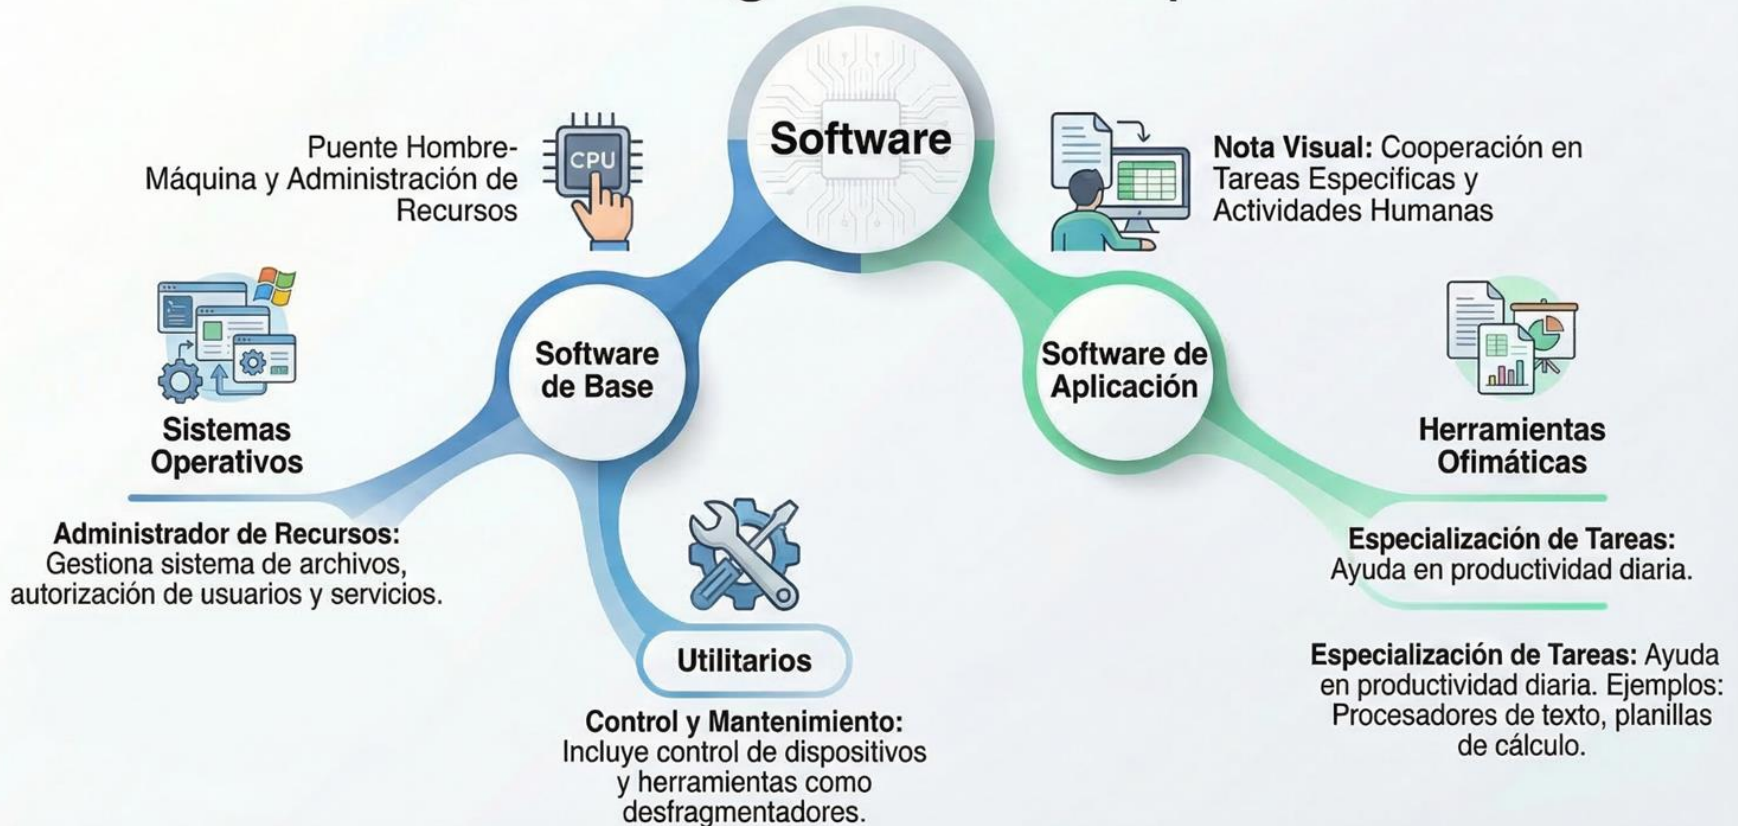 Software
Puente Hombre-
Máquina y Administración de
Recursos
CPU
Nota Visual: Cooperación en
Tareas Especificas y
Actividades Humanas
Software
de Base
Software de
Aplicación
Sistemas
Operativos
Administrador de Recursos:
Gestiona sistema de archivos,
autorización de usuarios y servicios.
Utilitarios
Control y Mantenimiento:
Incluye control de dispositivos
y herramientas como
desfragmentadores.
Herramientas
Ofimáticas
Especialización de Tareas:
Ayuda en productividad diaria.
Especialización de Tareas: Ayuda
en productividad diaria. Ejemplos:
Procesadores de texto, planillas
de cálculo.